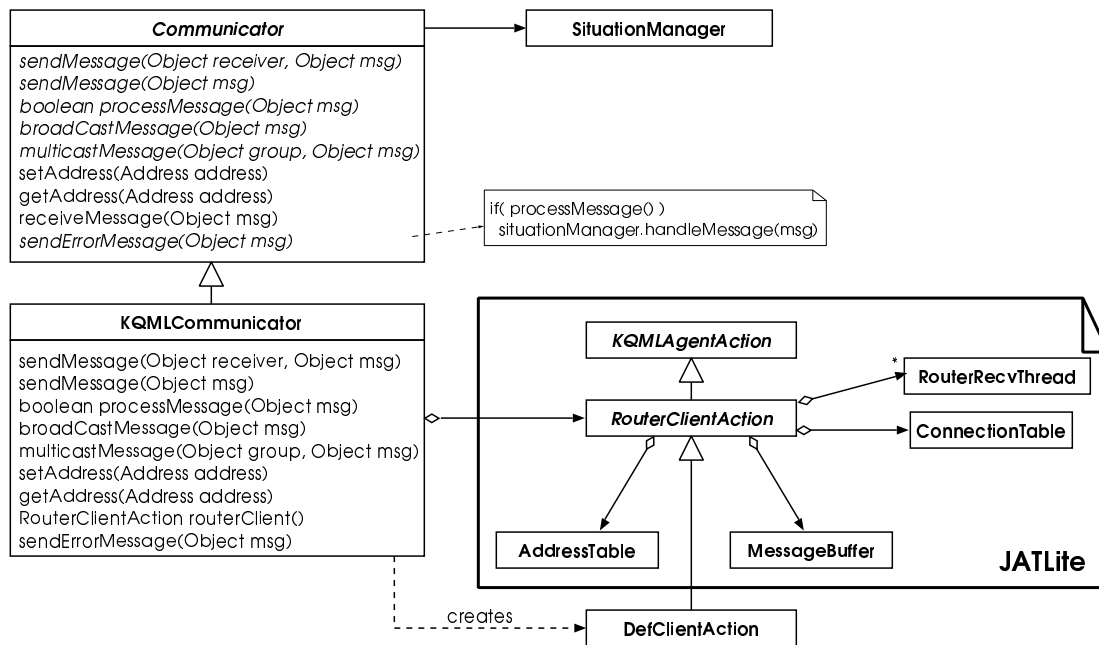 Communicator
sendMessage(Object receiver, Object msg)
sendMessage(Object msg)
boolean processMessage(Object msg)
broadCastMessage(Object msg)
multicastMessage(Object group, Object msg)
setAddress(Address address)
getAddress(Address address)
receiveMessage(Object msg)
sendErrorMessage(Object msg)
SituationManager
if( processMessage() )
situationManager.handleMessage(msg)
KQMLCommunicator
sendMessage(Object receiver, Object msg)
sendMessage(Object msg)
boolean processMessage(Object msg)
broadCastMessage(Object msg)
multicastMessage(Object group, Object msg)
setAddress(Address address)
getAddress(Address address)
RouterClientAction routerClient()
sendErrorMessage(Object msg)
KQMLAgentAction
*
RouterRecvThread
RouterClientAction
ConnectionTable
AddressTable
MessageBuffer
JATLite
creates
DefClientAction